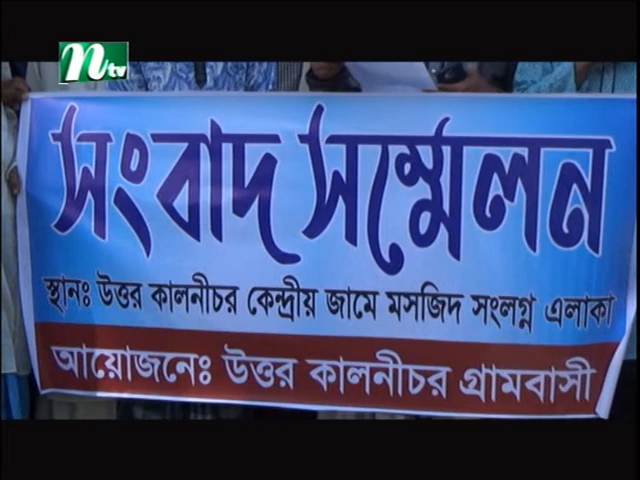 ntv
সংবাদ সম্মেলন
স্থানঃ উত্তর কালনীচর কেন্দ্রীয় জামে মসজিদ সংলগ্ন এলাকা
আয়োজনেঃ উত্তর কালনীচর গ্রামবাসী